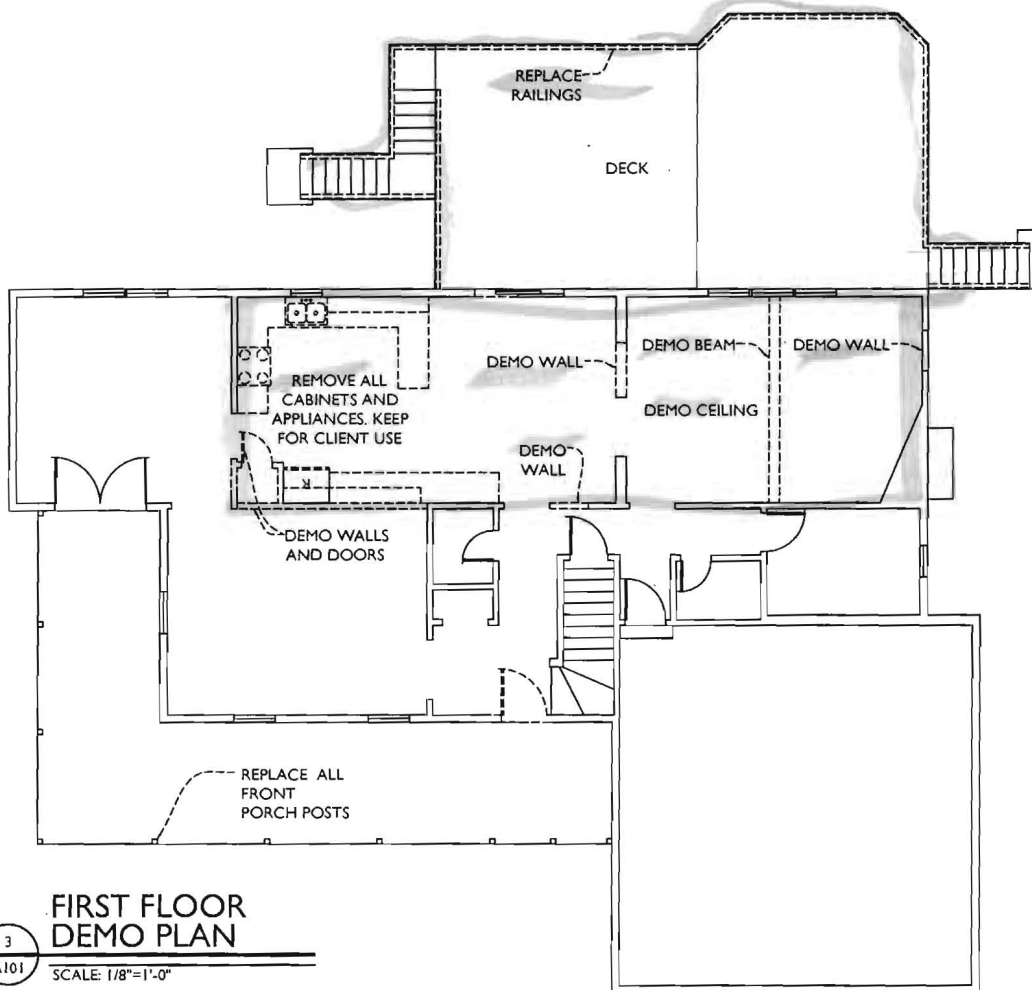 REPLACE
RAILINGS
DECK
DEMO WALL
DEMO BEAM
DEMO WALL
REMOVE ALL
CABINETS AND
APPLIANCES. KEEP
FOR CLIENT USE
DEMO CEILING
DEMO
WALL
R
DEMO WALLS
AND DOORS
REPLACE ALL
FRONT
PORCH POSTS
FIRST FLOOR
DEMO PLAN
3
A101
SCALE: 1/8"=1'-0"